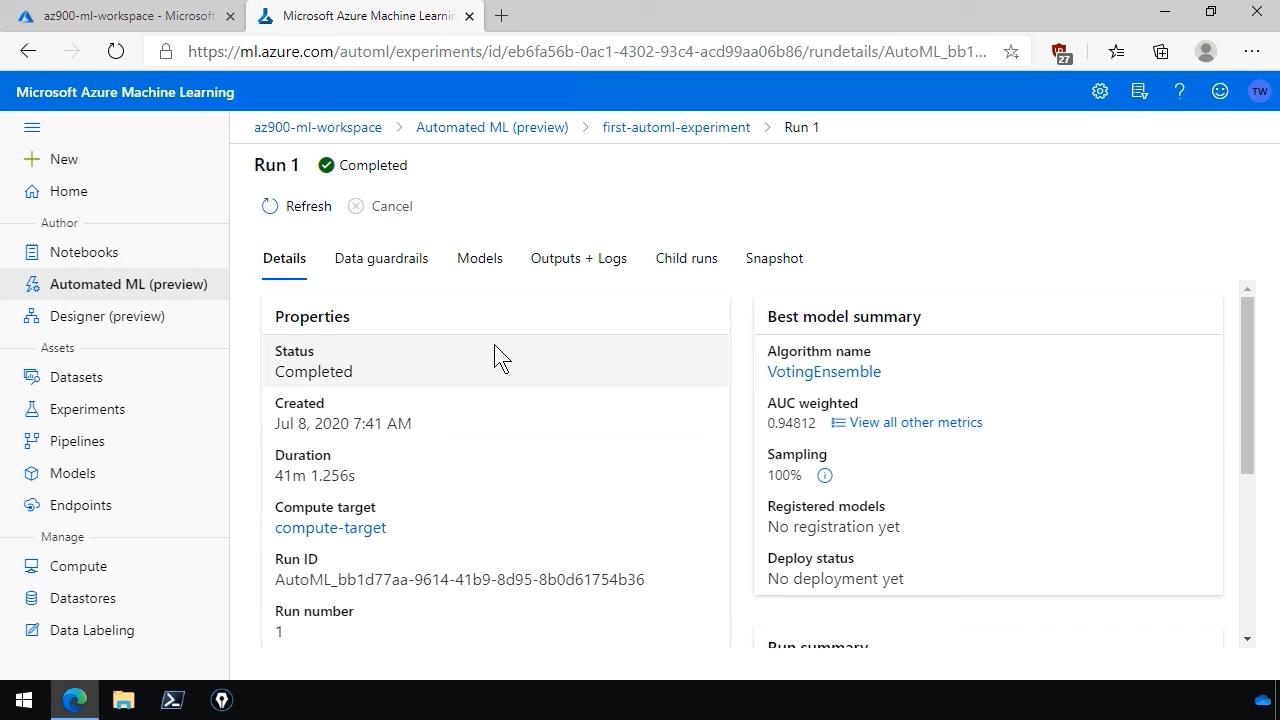 az900-ml-workspace - Microsoft
Microsoft Azure Machine Learnin
https://ml.azure.com/automl/experiments/id/eb6fa56b-0ac1-4302-93c4-acd99aa06b86/rundetails/AutoML_bb1...
27
Microsoft Azure Machine Learning
TW
az900-ml-workspace > Automated ML (preview) > first-automl-experiment > Run 1
New
Home
Author
Notebooks
Automated ML (preview)
Designer (preview)
Assets
Datasets
Experiments
Pipelines
Models
Endpoints
Manage
Compute
Datastores
Data Labeling
Run 1 Completed
Refresh Cancel
Details Data guardrails Models Outputs + Logs Child runs Snapshot
Properties
Status
Completed
Created
Jul 8, 2020 7:41 AM
Duration
41m 1.256s
Compute target
compute-target
Run ID
AutoML_bb1d77aa-9614-41b9-8d95-8b0d61754b36
Run number
1
Best model summary
Algorithm name
VotingEnsemble
AUC weighted
0.94812 View all other metrics
Sampling
100%
Registered models
No registration yet
Deploy status
No deployment yet
Run summary